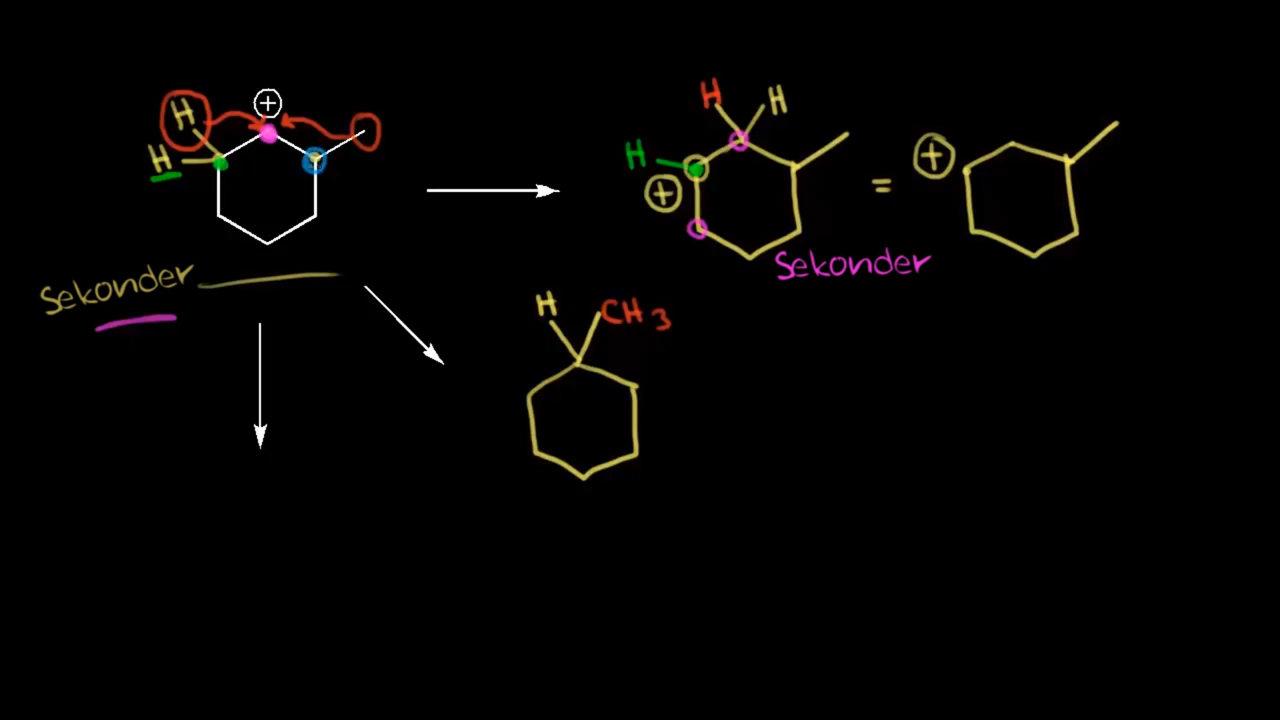 H
+
H
Sekonder
H
H
H
+
Sekonder
=
+
H
CH3